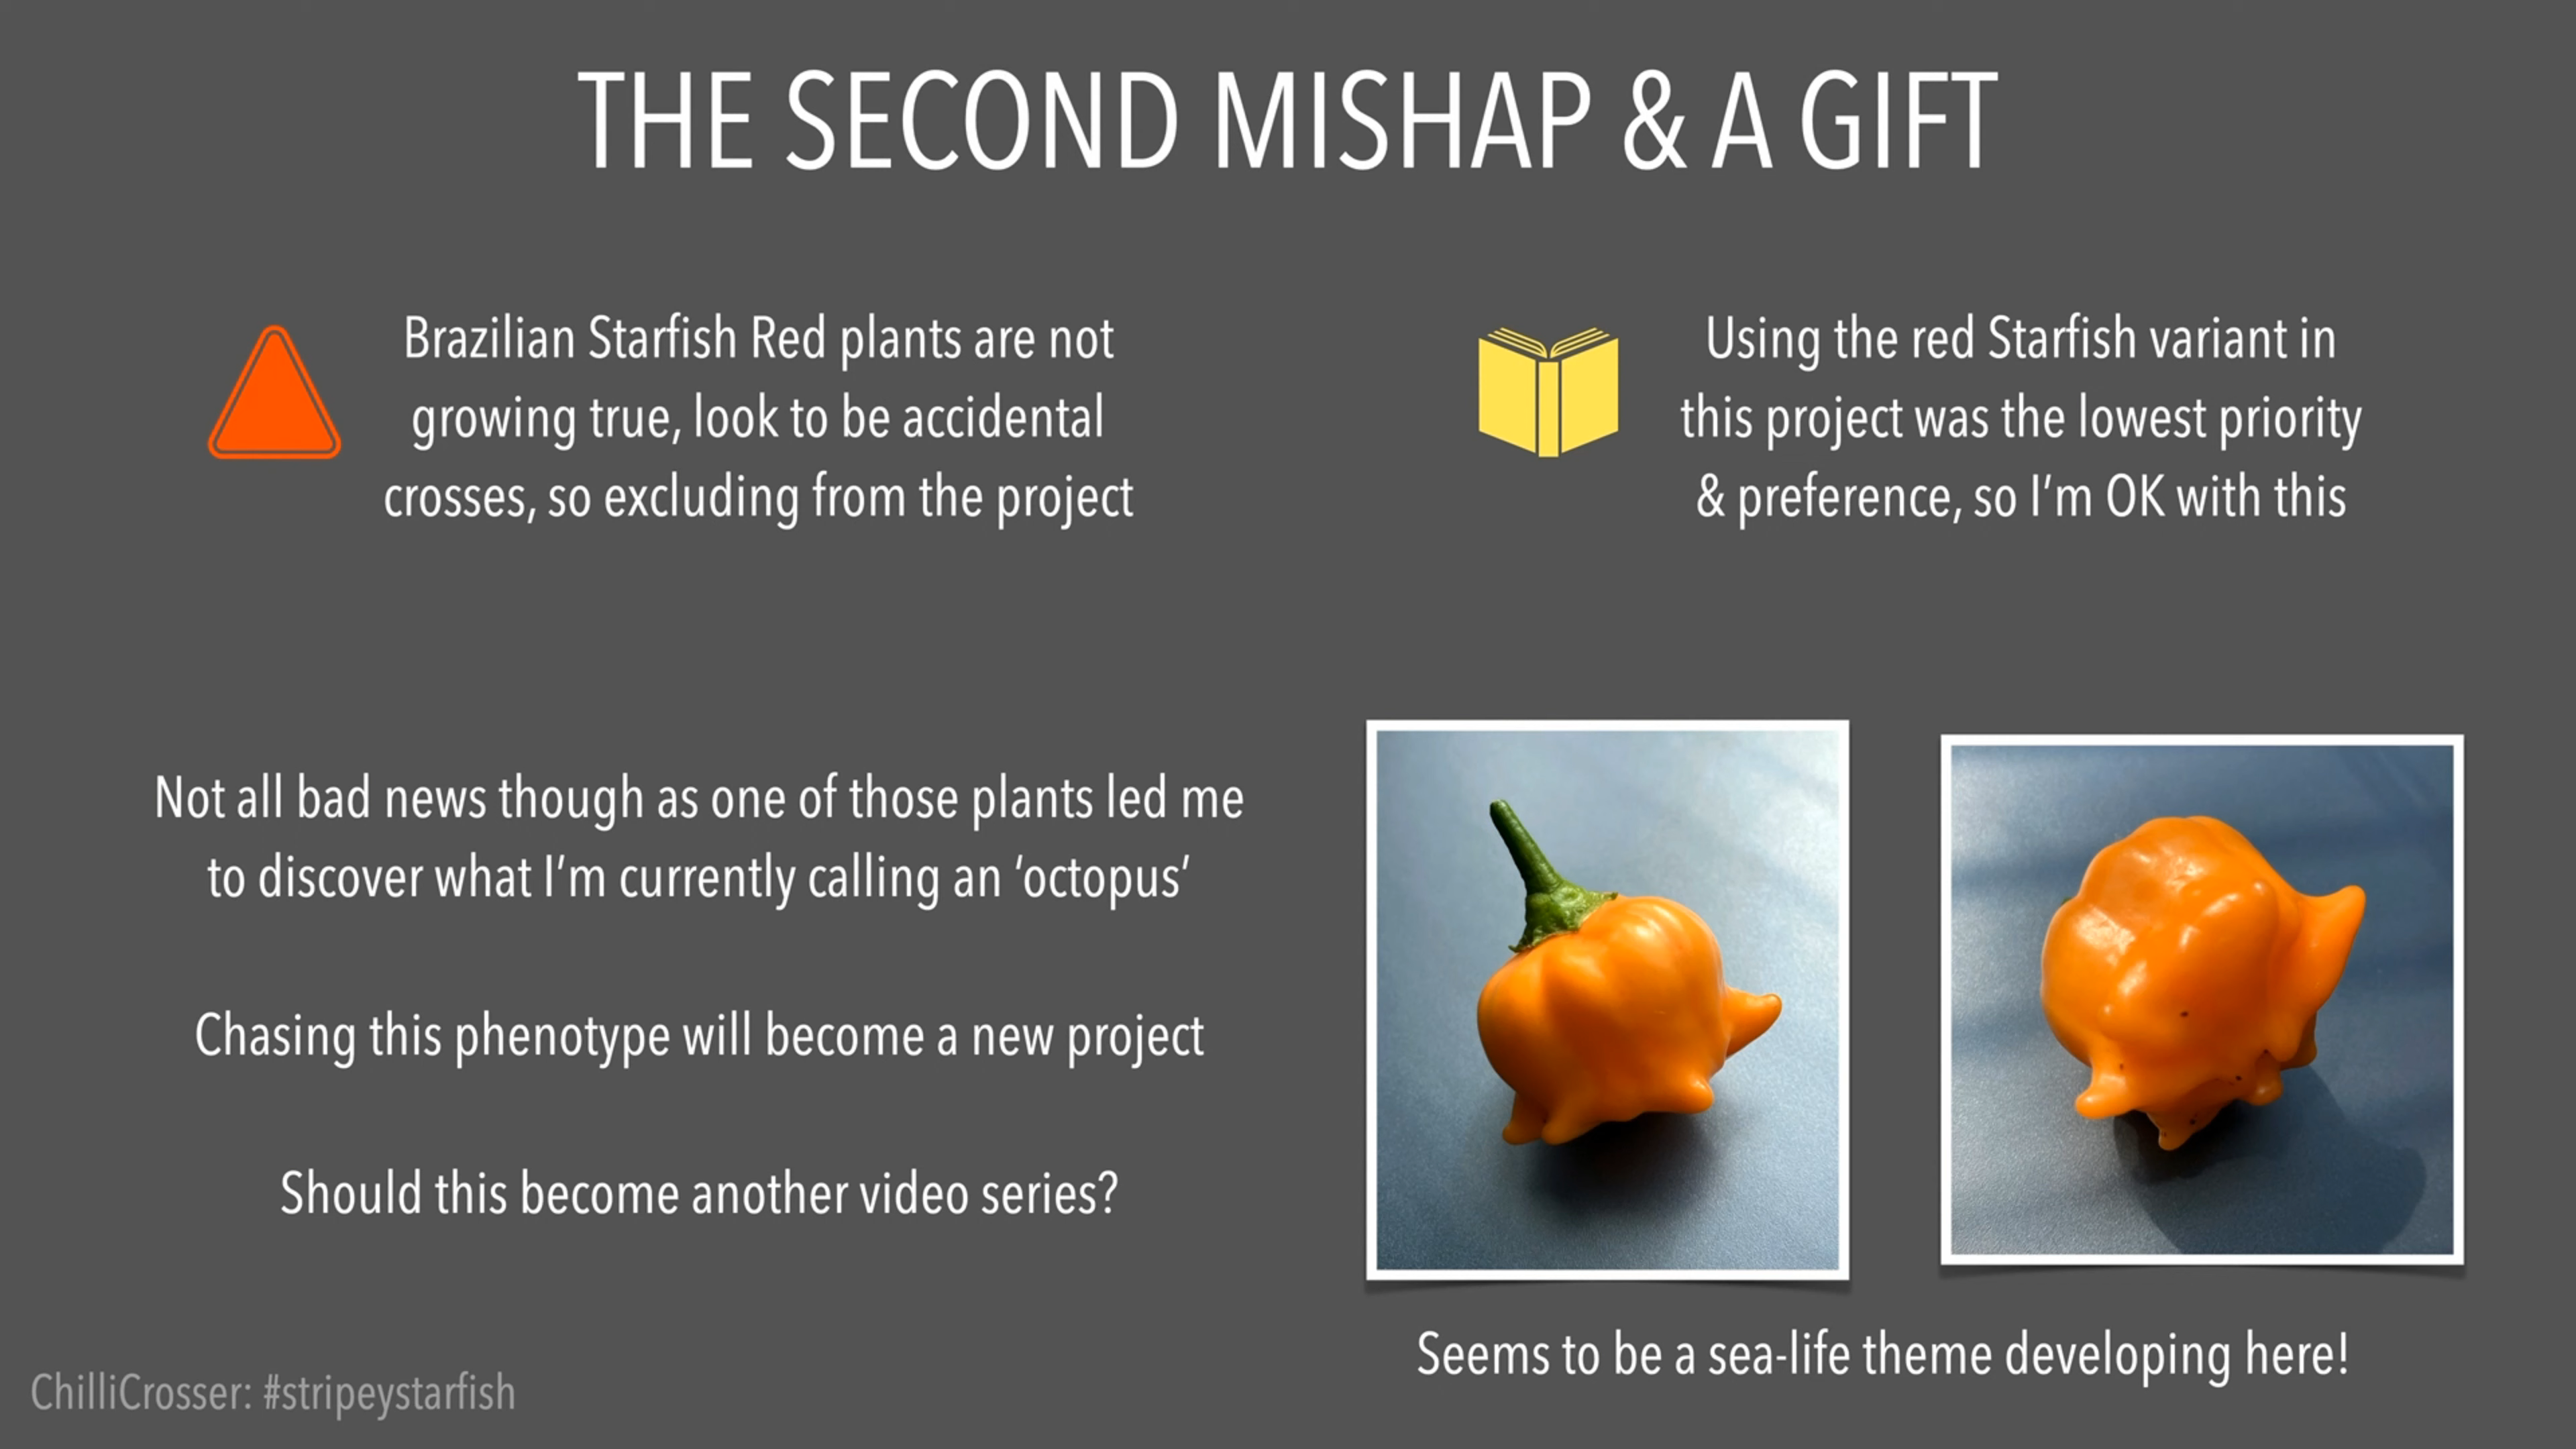 THE SECOND MISHAP & A GIFT
Brazilian Starfish Red plants are not
growing true, look to be accidental
crosses, so excluding from the project
Using the red Starfish variant in
this project was the lowest priority
& preference, so I’m OK with this
Not all bad news though as one of those plants led me
to discover what I’m currently calling an ‘octopus’
Chasing this phenotype will become a new project
Should this become another video series?
Seems to be a sea-life theme developing here!
ChilliCrosser: #stripeystarfish